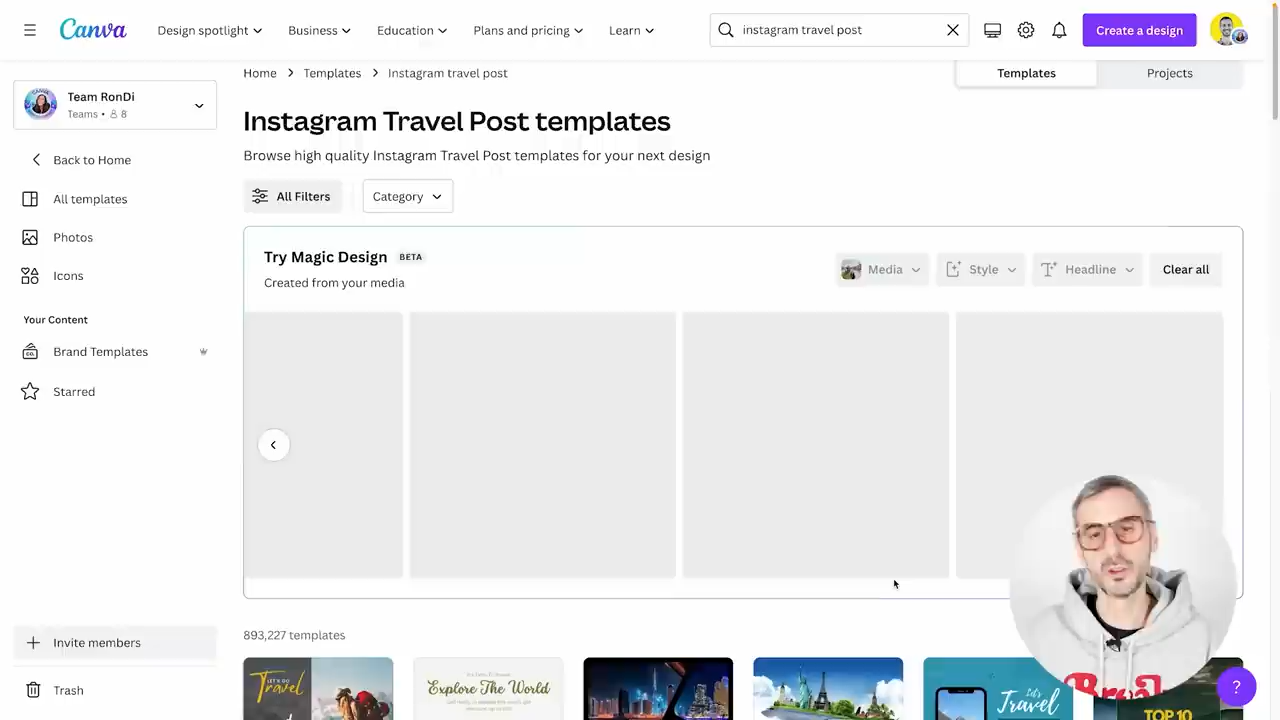 Canva
Design spotlight
Business
Education
Plans and pricing
Learn
instagram travel post
Create a design
Team RonDi
Teams • 8
Back to Home
All templates
Photos
Icons
Your Content
Brand Templates
Starred
Invite members
Trash
Home > Templates > Instagram travel post
Templates
Projects
Instagram Travel Post templates
Browse high quality Instagram Travel Post templates for your next design
All Filters
Category
Try Magic Design BETA
Created from your media
Media
Style
Headline
Clear all
893,227 templates
LET'S GO
Travel
Explore The World
Let's
Travel
TOP 10
?